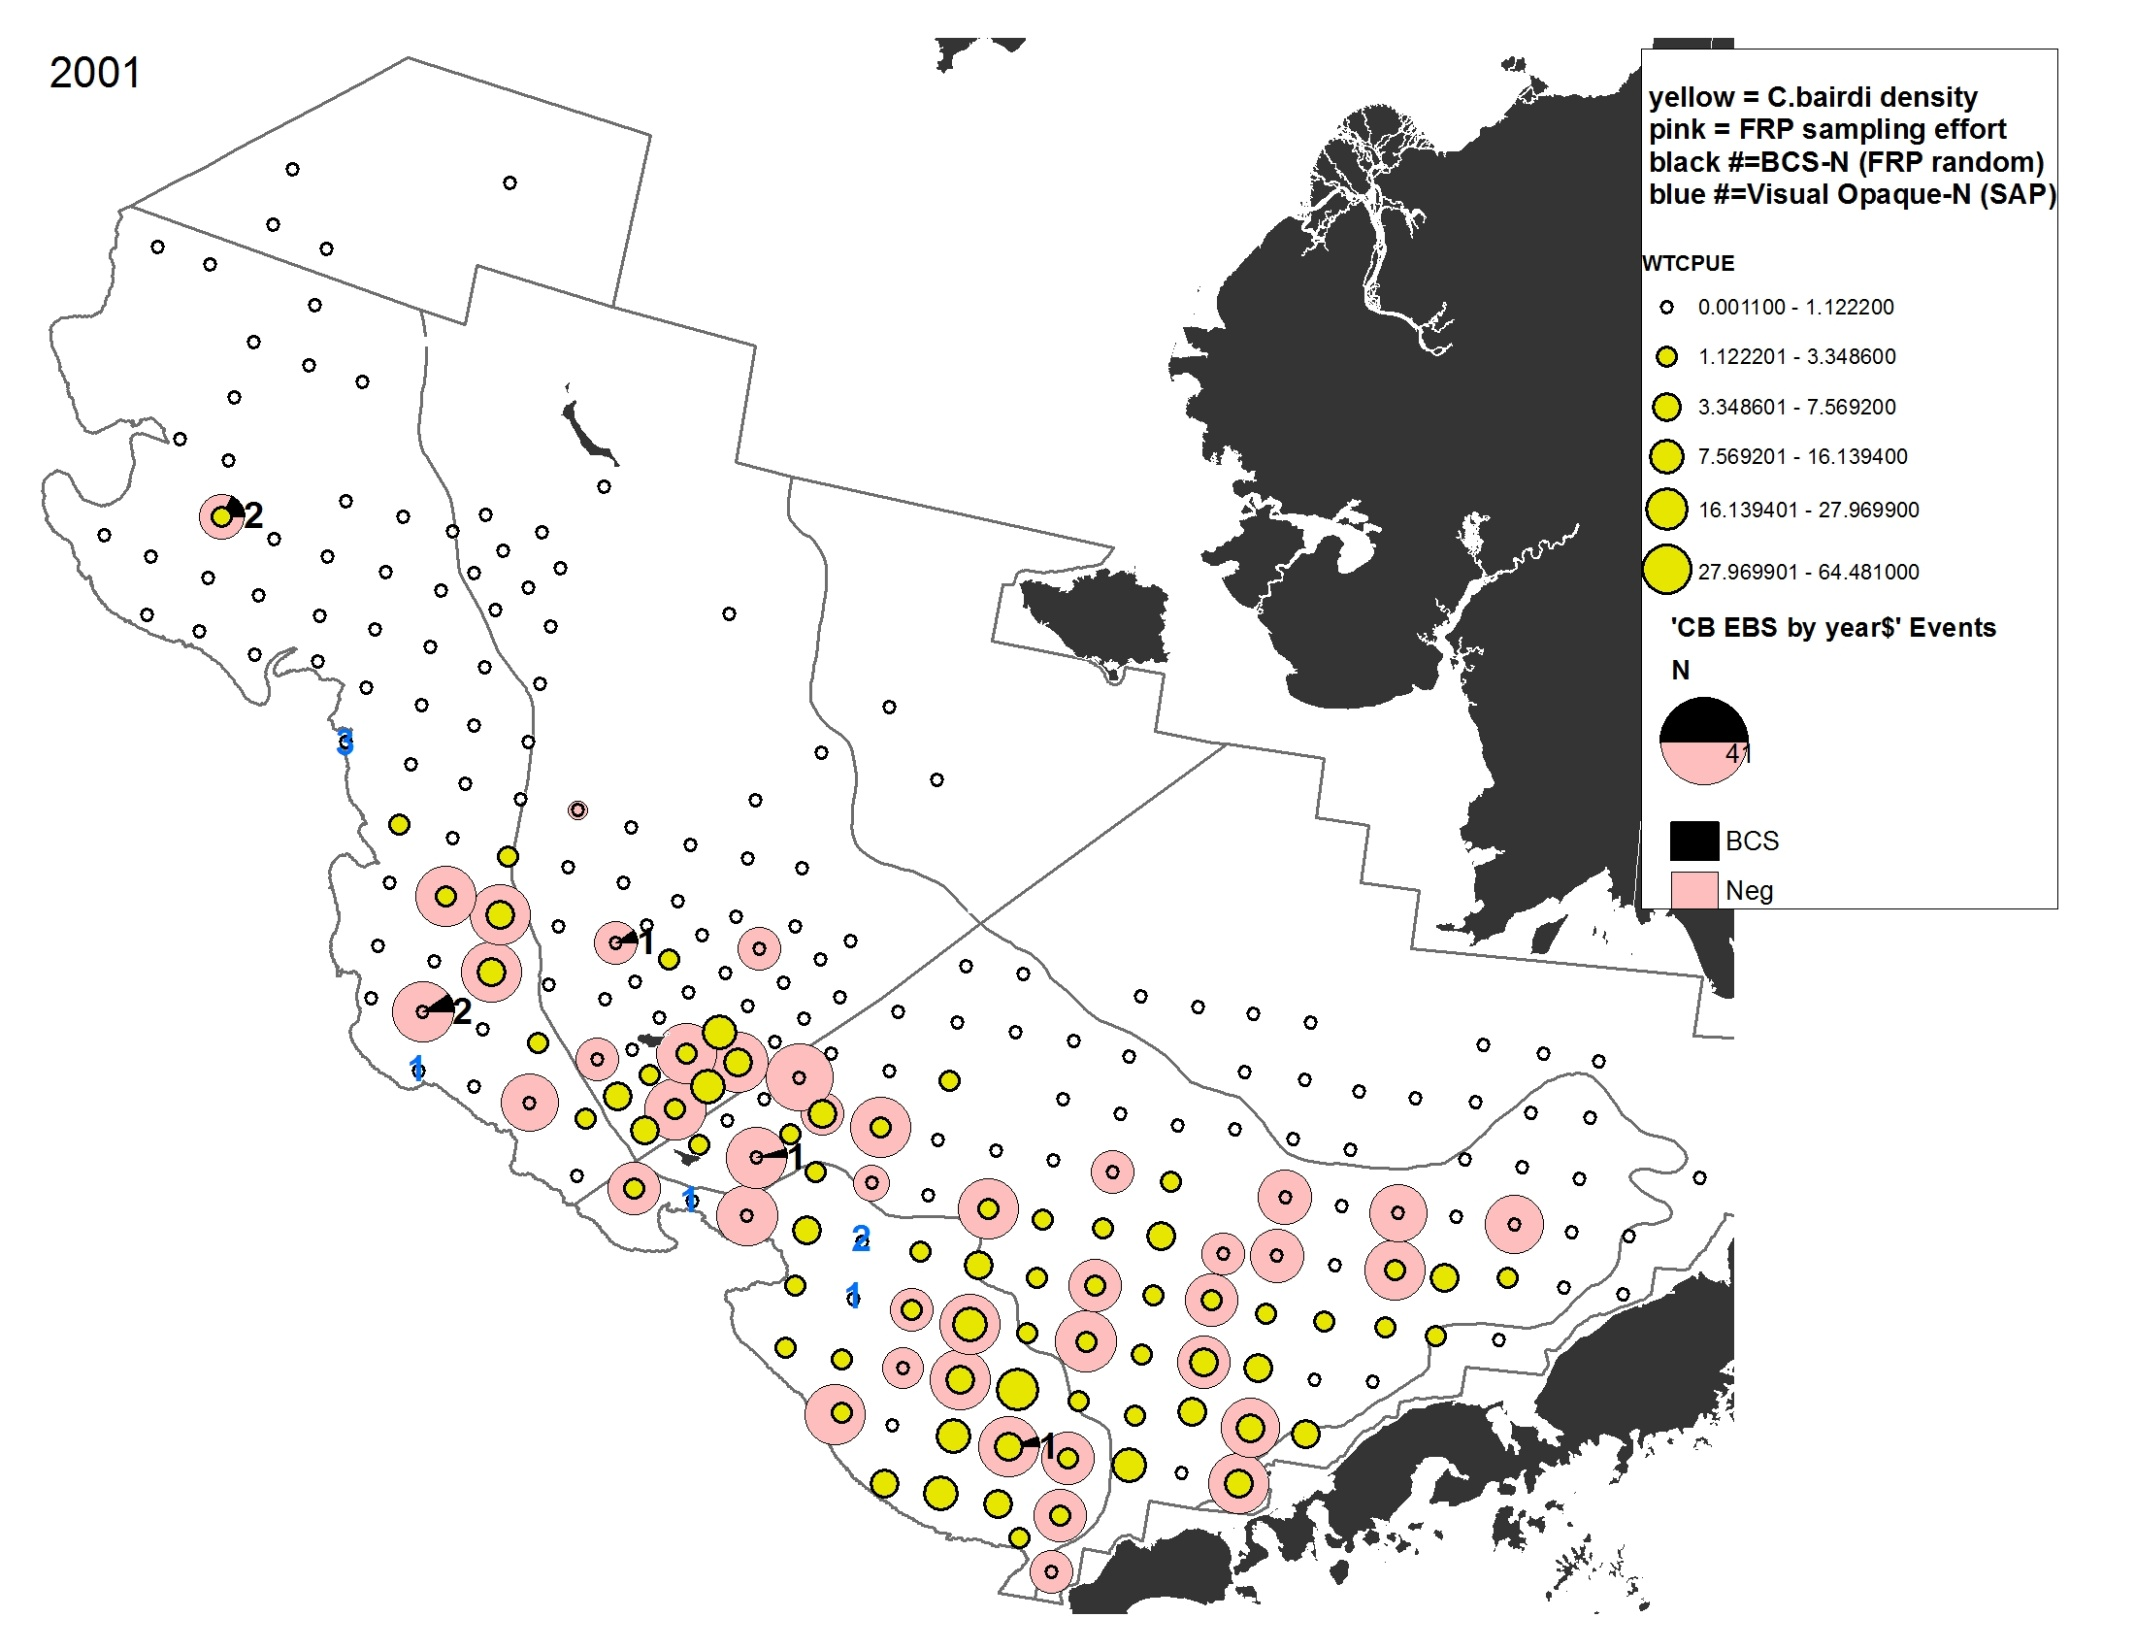 2001
yellow = C.bairdi density
pink = FRP sampling effort
black #=BCS-N (FRP random)
blue #=Visual Opaque-N (SAP)
WTCPUE
0.001100 - 1.122200
1.122201 - 3.348600
3.348601 - 7.569200
7.569201 - 16.139400
16.139401 - 27.969900
27.969901 - 64.481000
'CB EBS by year$' Events
N
41
BCS
Neg
2
3
1
2
1
1
1
2
1
1